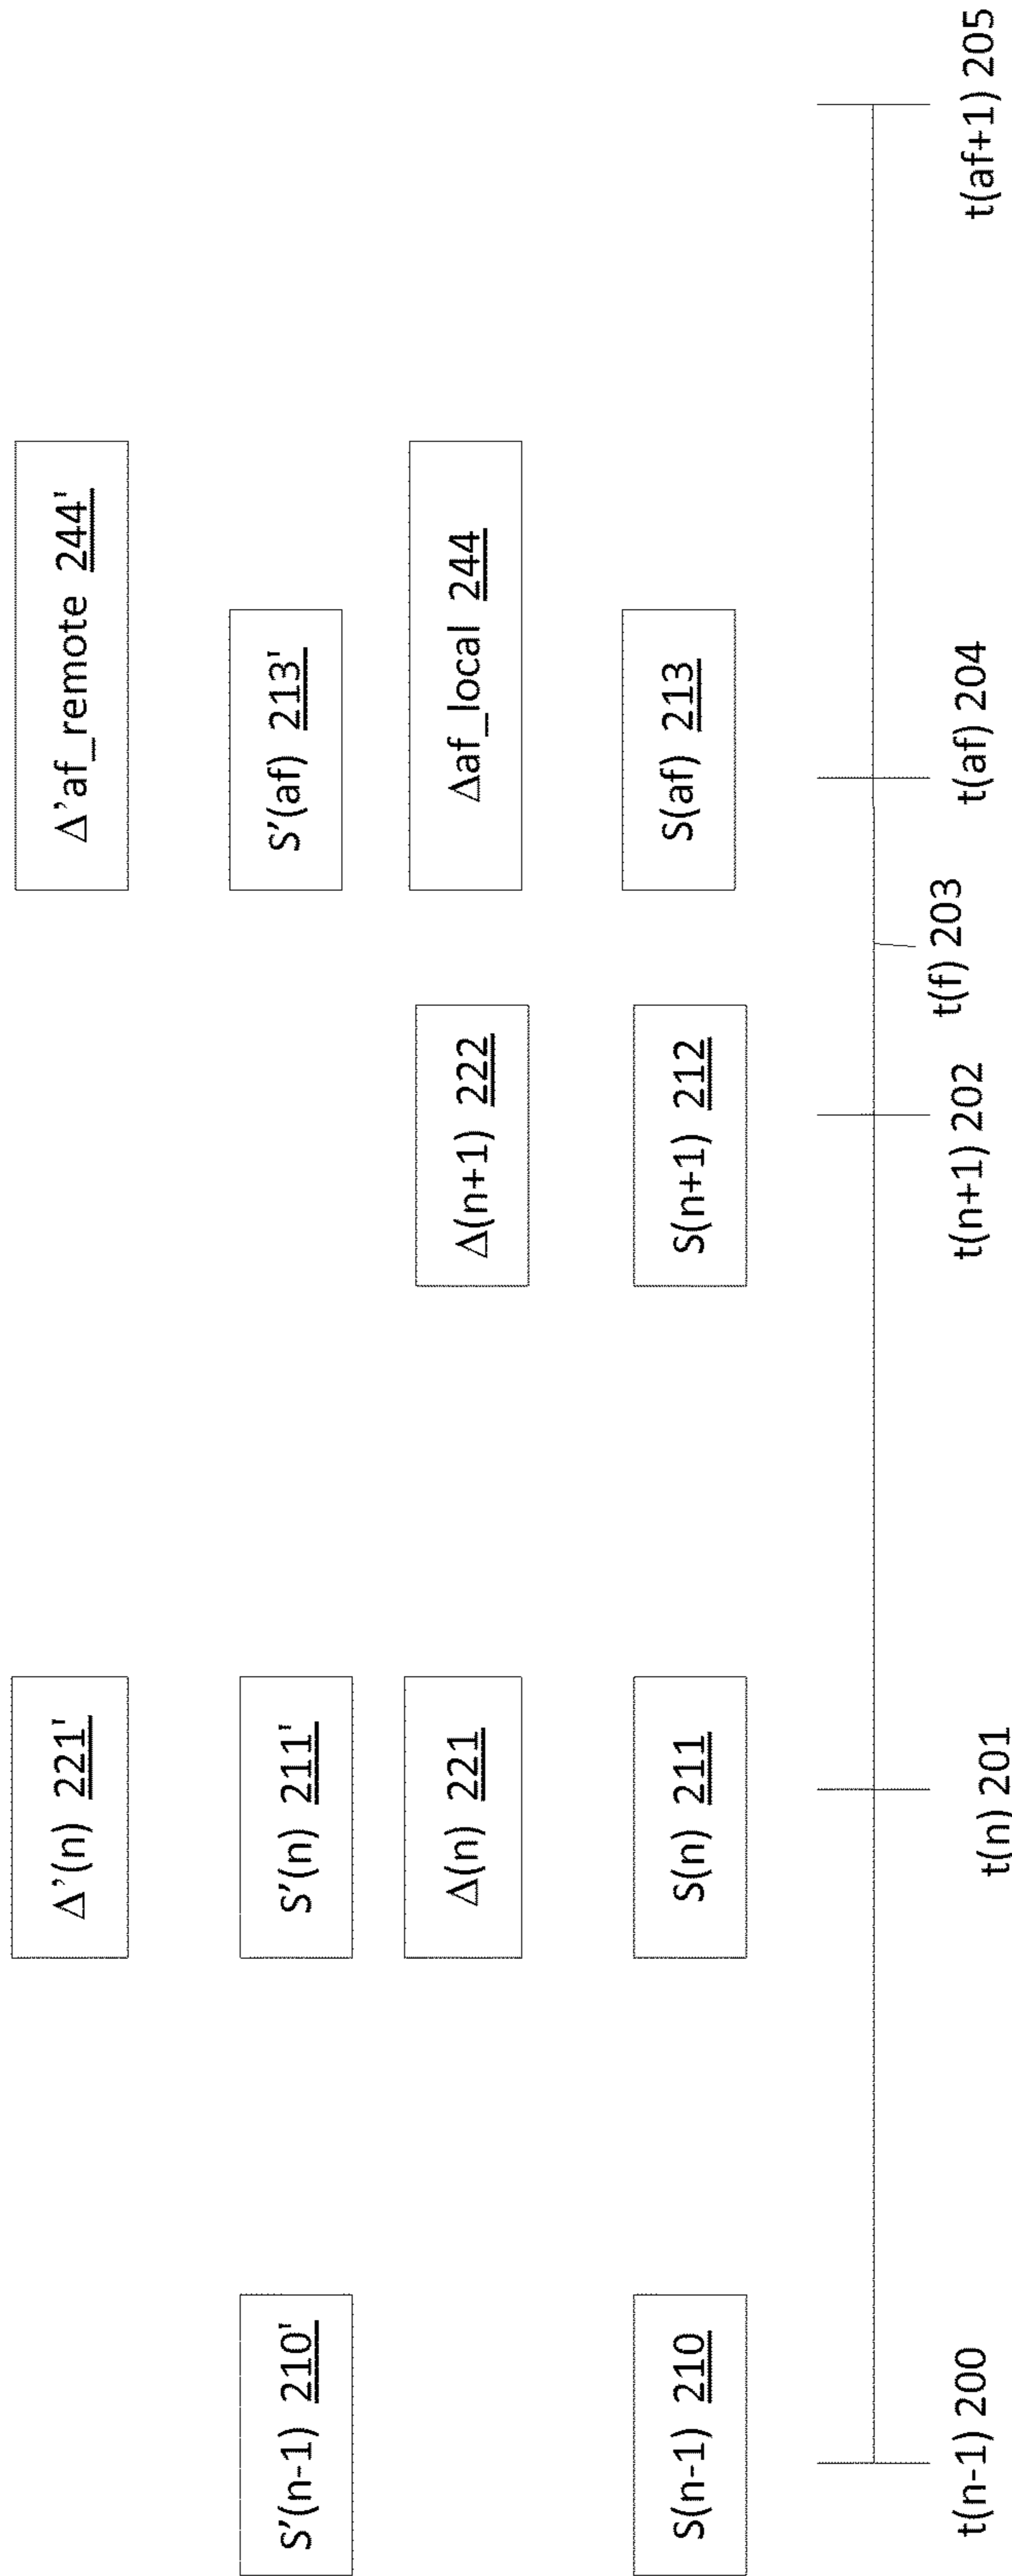 Δ’(n) 221'
Δ’af_remote 244'
S’(n-1) 210'
S’(n) 211'
S’(af) 213'
Δ(n) 221
Δ(n+1) 222
Δaf_local 244
S(n-1) 210
S(n) 211
S(n+1) 212
S(af) 213
t(n-1) 200
t(n) 201
t(n+1) 202
t(f) 203
t(af) 204
t(af+1) 205